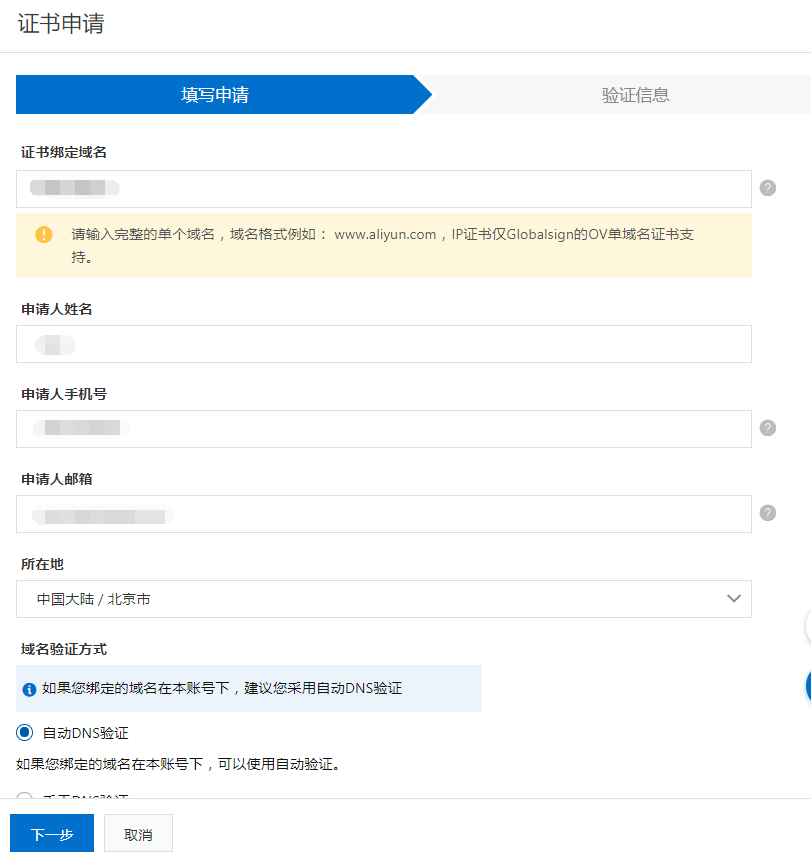 证书申请
填写申请
验证信息
证书绑定域名
请输入完整的单个域名，域名格式例如： www.aliyun.com，IP证书仅Globalsign的OV单域名证书支
持。
申请人姓名
申请人手机号
申请人邮箱
所在地
中国大陆 / 北京市
域名验证方式
如果您绑定的域名在本账号下，建议您采用自动DNS验证
自动DNS验证
如果您绑定的域名在本账号下，可以使用自动验证。
下一步
取消